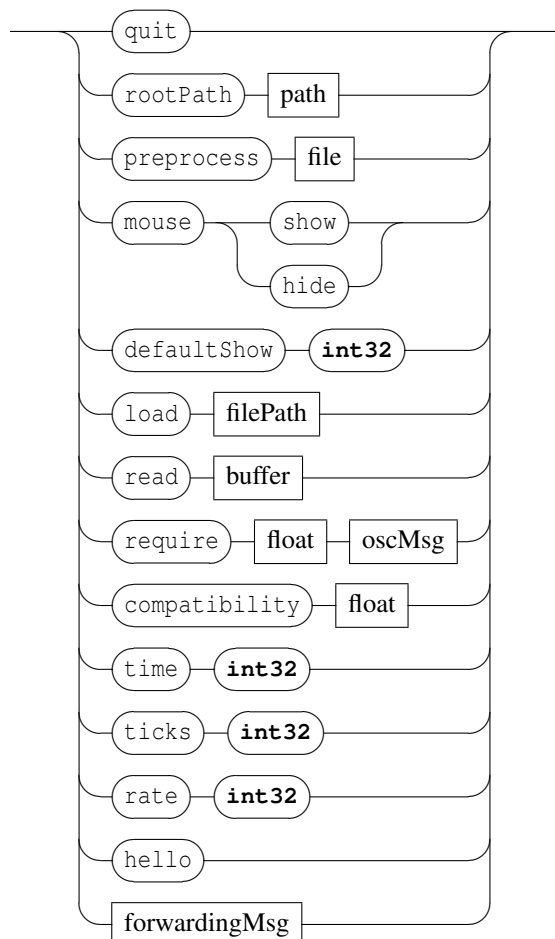 quit
rootPath path
preprocess file
mouse show
hide
defaultShow int32
load filePath
read buffer
require float oscMsg
compatibility float
time int32
ticks int32
rate int32
hello
forwardingMsg